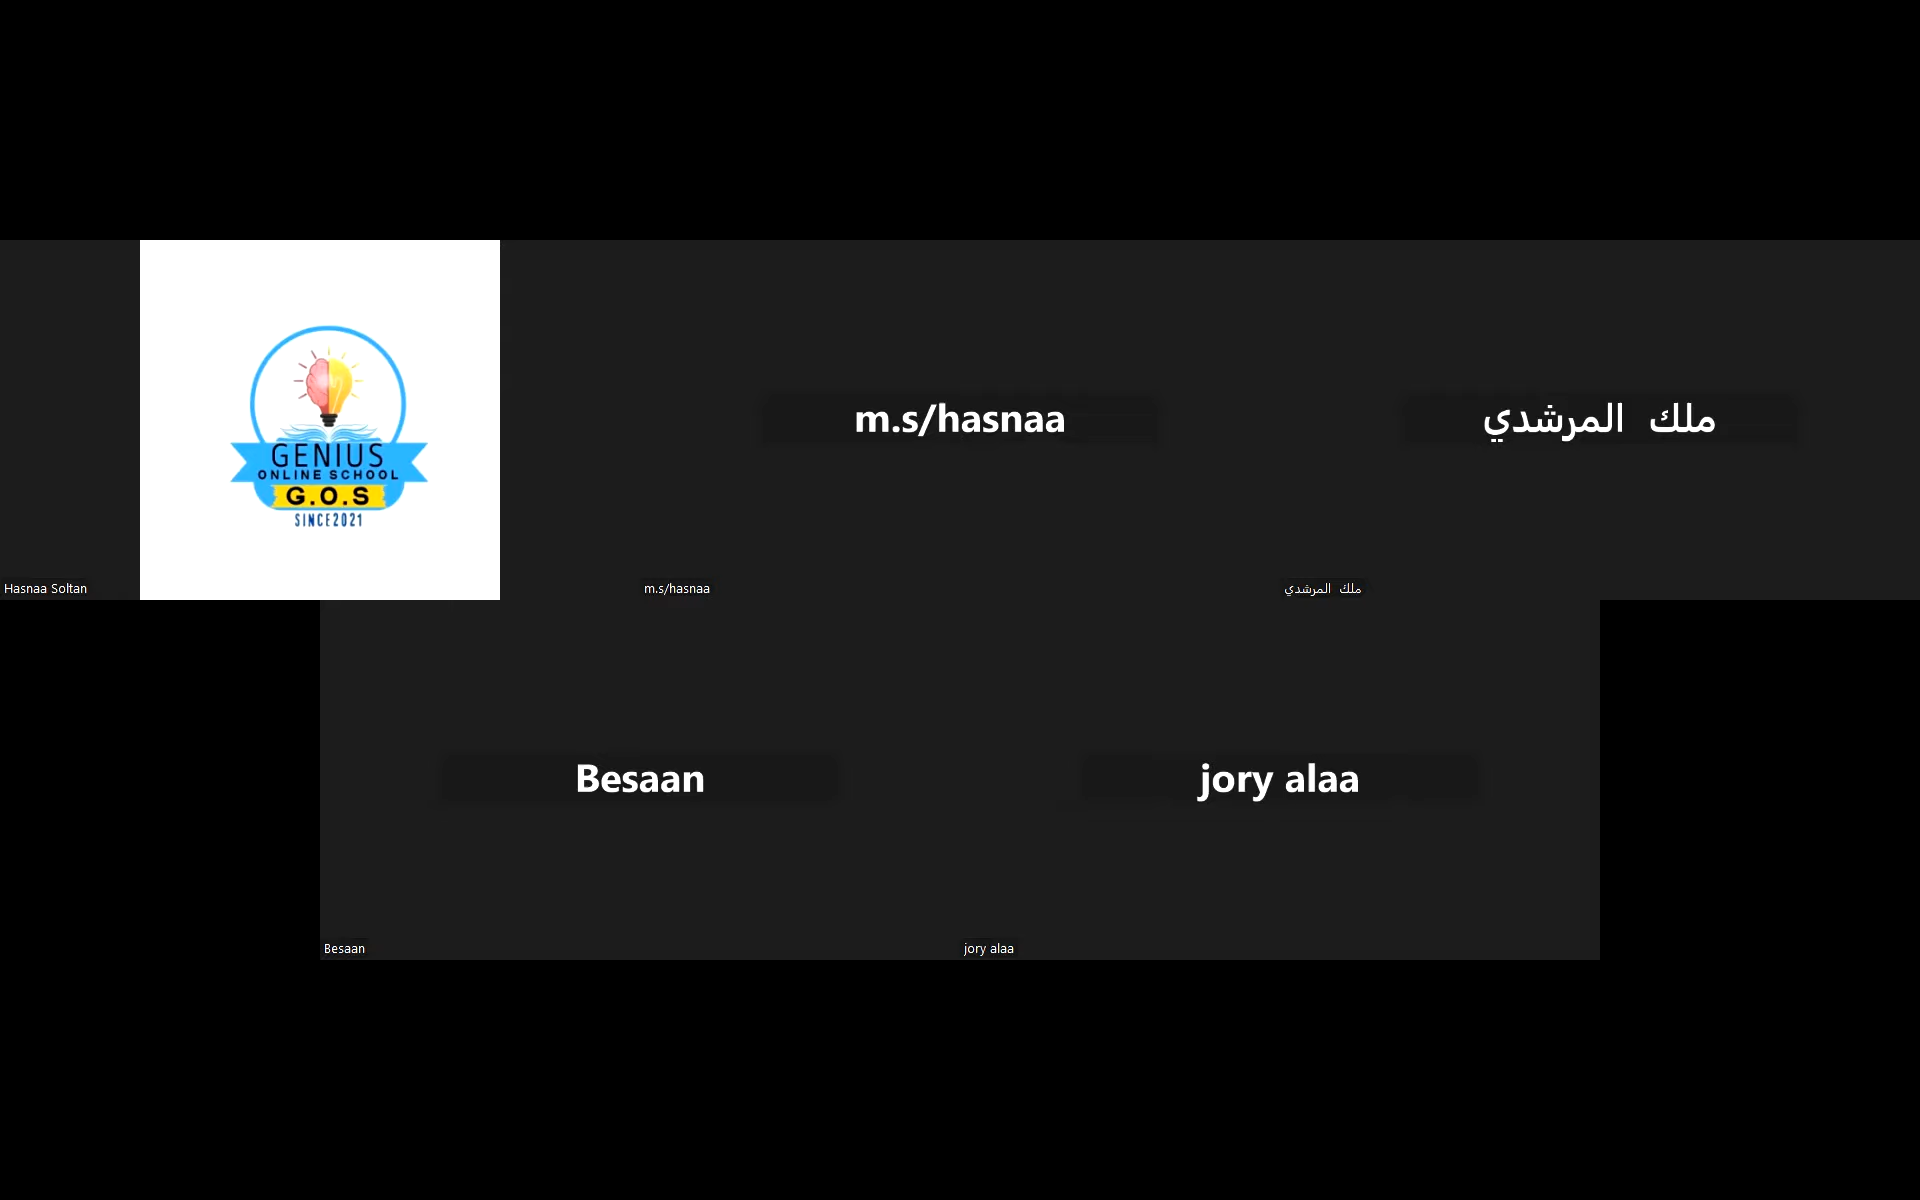 GENIUS
ONLINE SCHOOL
G.O.S
SINCE2021
Hasnaa Soltan
m.s/hasnaa
m.s/hasnaa
ملك المرشدي
ملك المرشدي
Besaan
Besaan
jory alaa
jory alaa